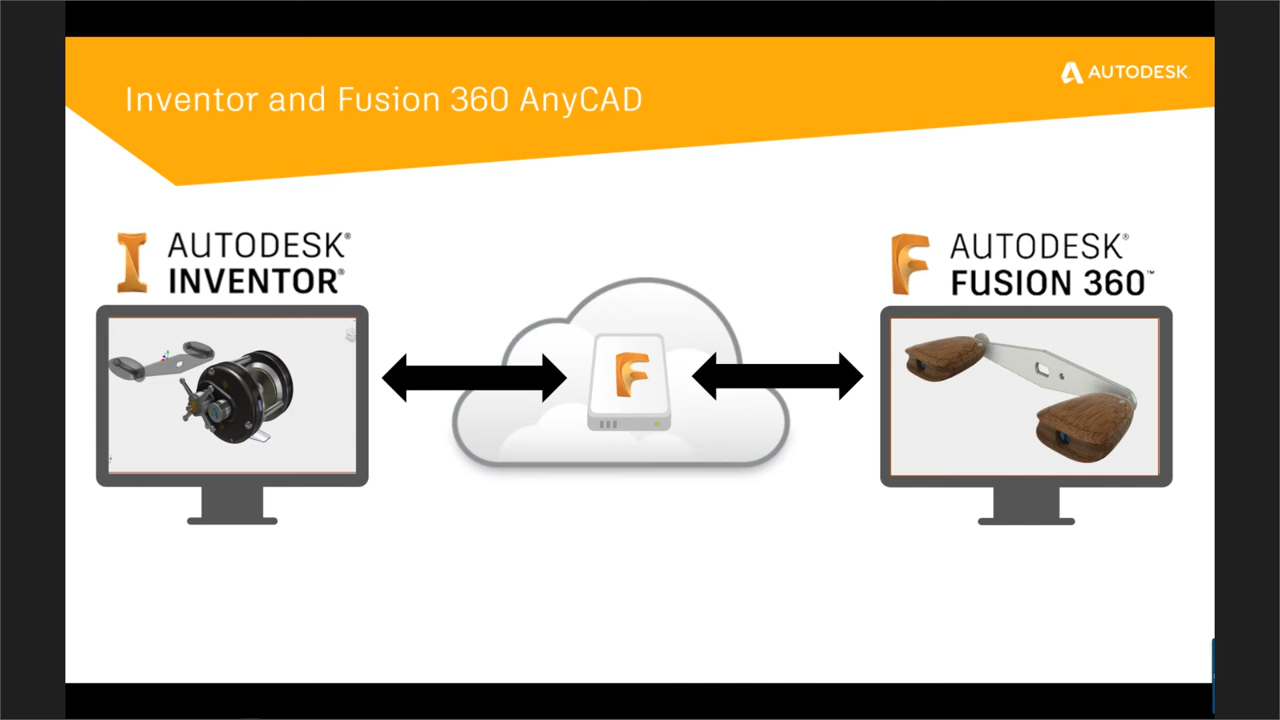 AUTODESK
Inventor and Fusion 360 AnyCAD
AUTODESK®
INVENTOR®
AUTODESK®
FUSION 360™